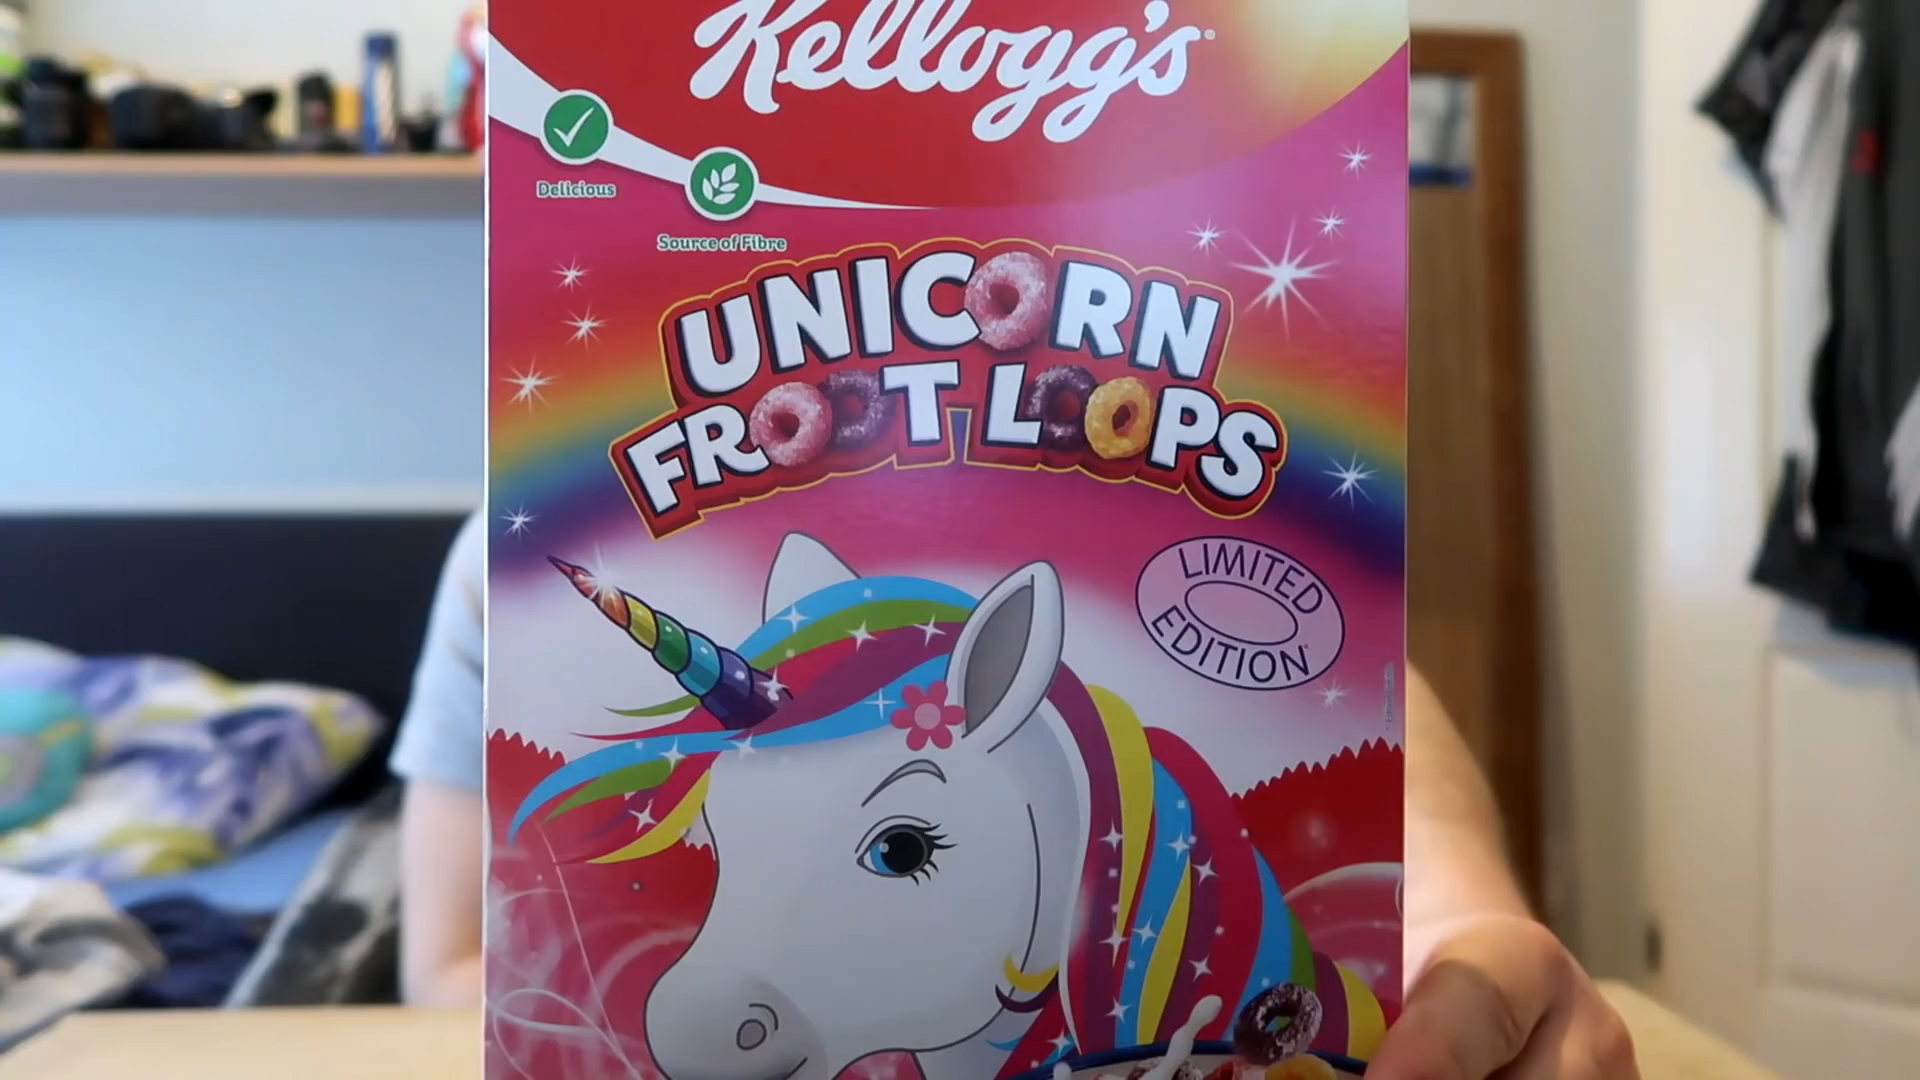 Kellogg's
Delicious
Source of Fibre
UNICORN
FROOT LOOPS
LIMITED
EDITION